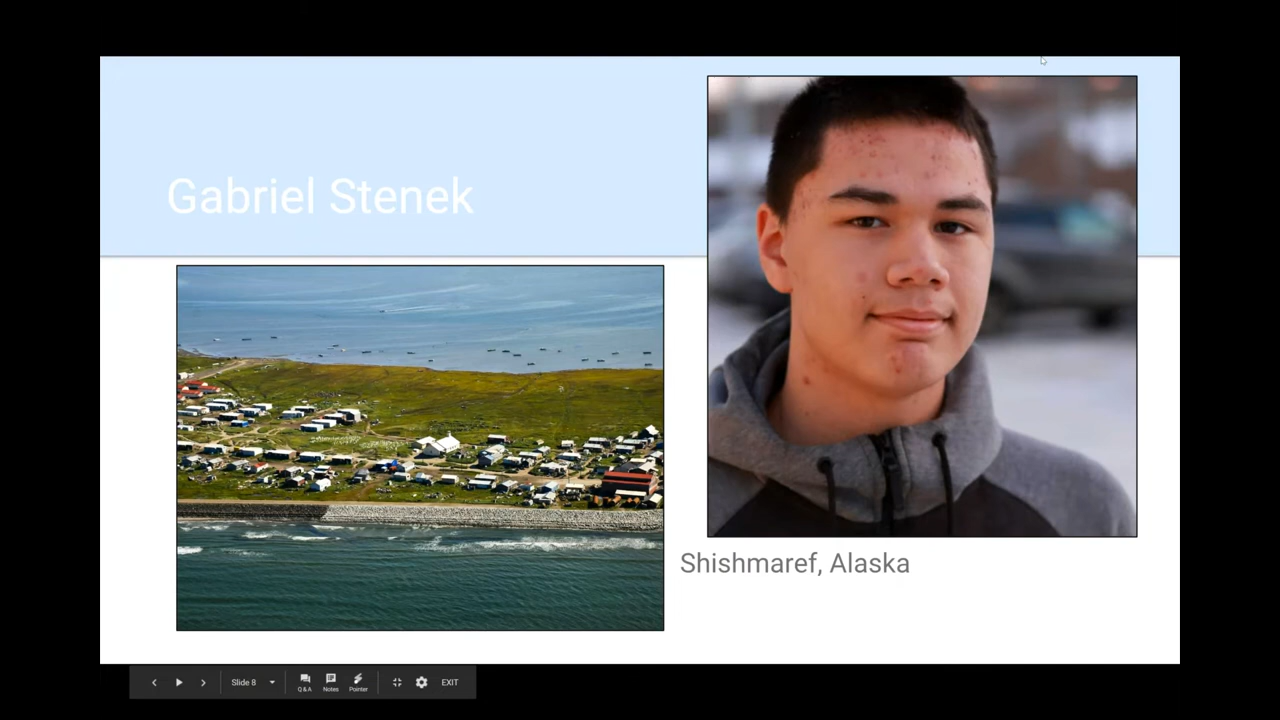 Gabriel Stenek
Shishmaref, Alaska
Slide 8
Q & A
Notes
Pointer
EXIT